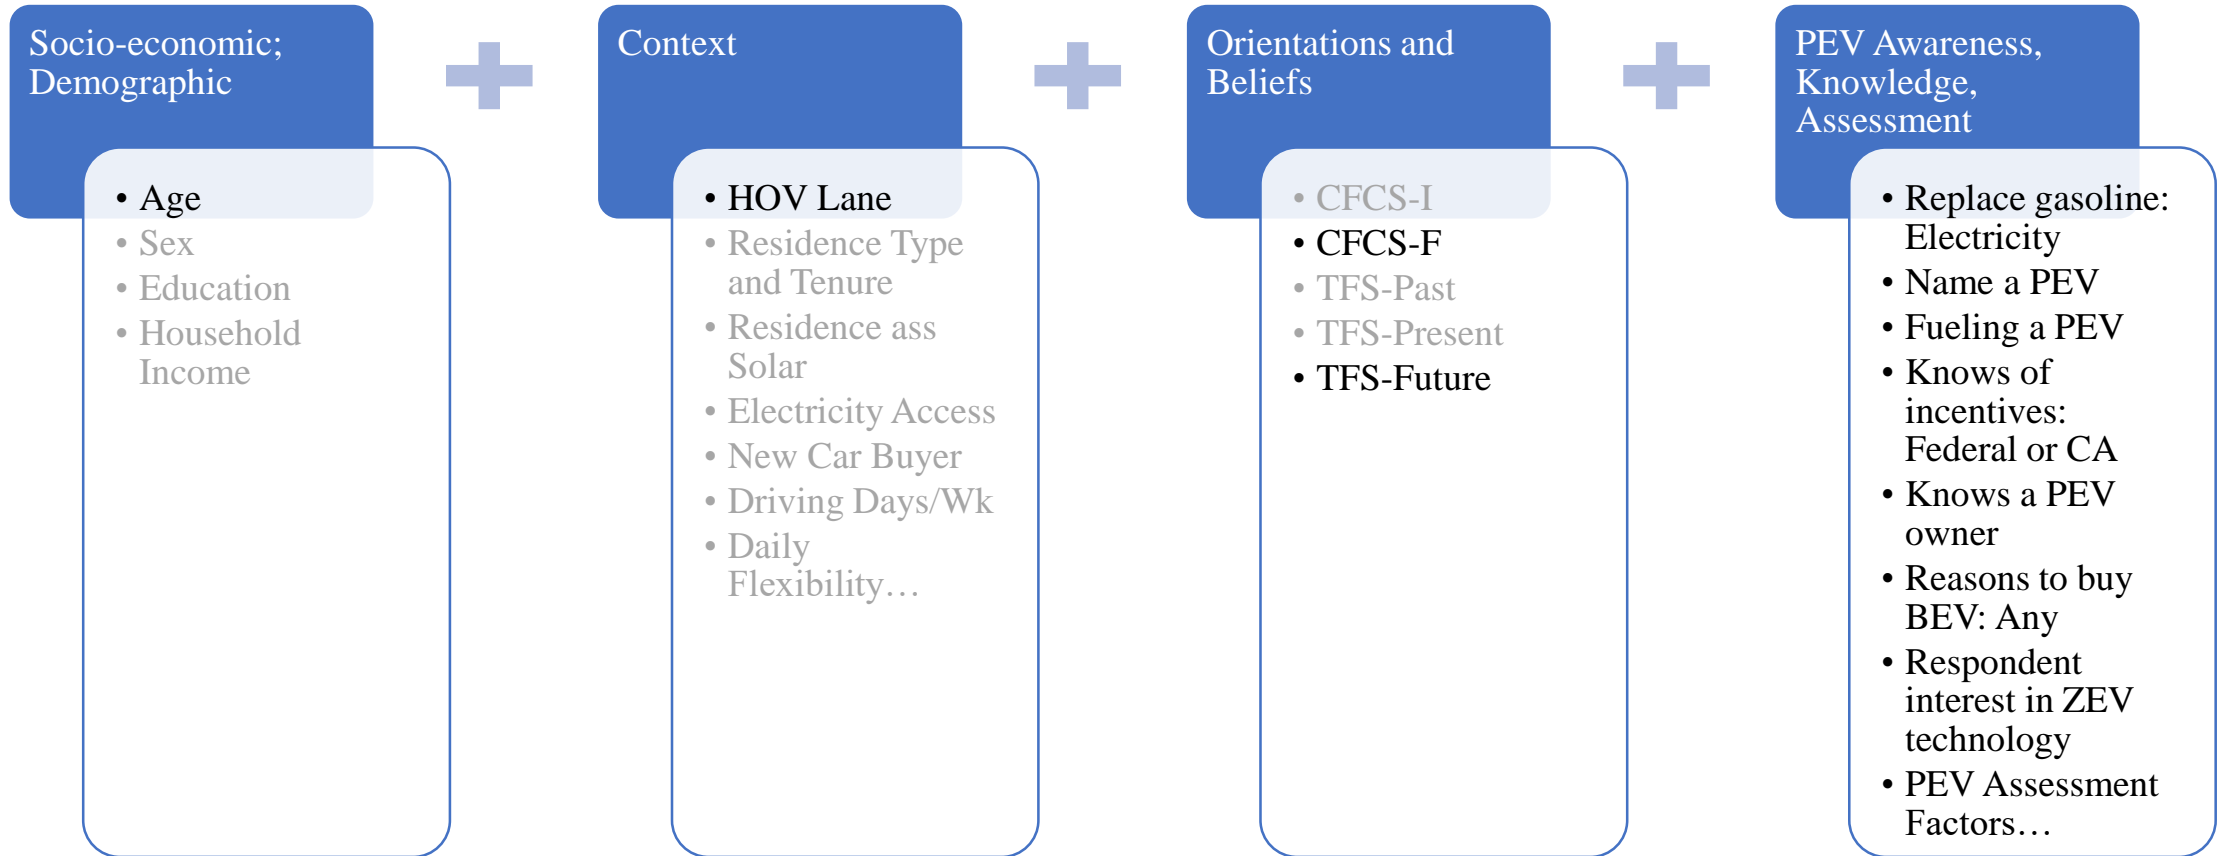 Socio-economic;
Demographic
• Age
• Sex
• Education
• Household
Income
Context
• HOV Lane
• Residence Type
and Tenure
• Residence ass
Solar
• Electricity Access
• New Car Buyer
• Driving Days/Wk
• Daily
Flexibility…
Orientations and
Beliefs
• CFCS-I
• CFCS-F
• TFS-Past
• TFS-Present
• TFS-Future
PEV Awareness,
Knowledge,
Assessment
• Replace gasoline:
Electricity
• Name a PEV
• Fueling a PEV
• Knows of
incentives:
Federal or CA
• Knows a PEV
owner
• Reasons to buy
BEV: Any
• Respondent
interest in ZEV
technology
• PEV Assessment
Factors…